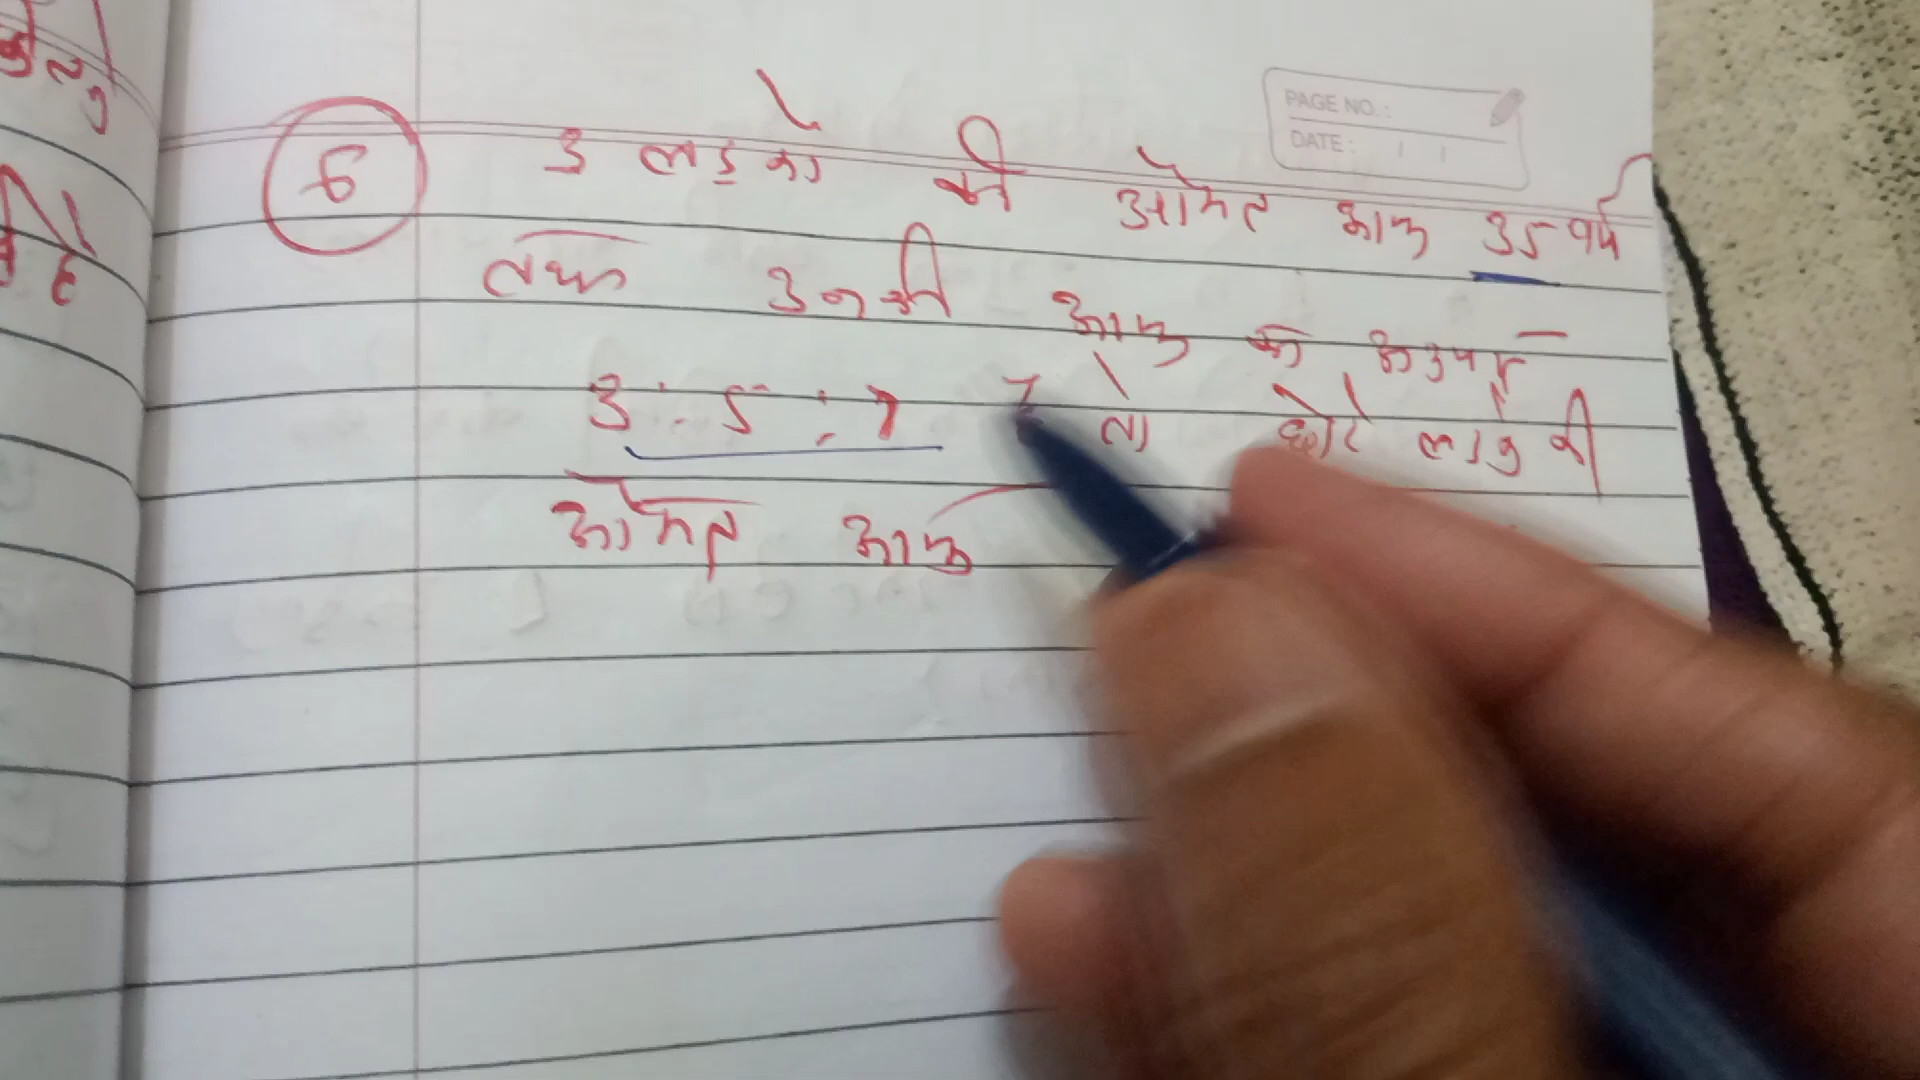 PAGE NO.:
DATE:
6 3 लड़को की औसत आयु 35 वर्ष
तथा उनकी आयु का अनुपात
3 : 5 : 7 है तो छोटे लड़के की
औसत आयु